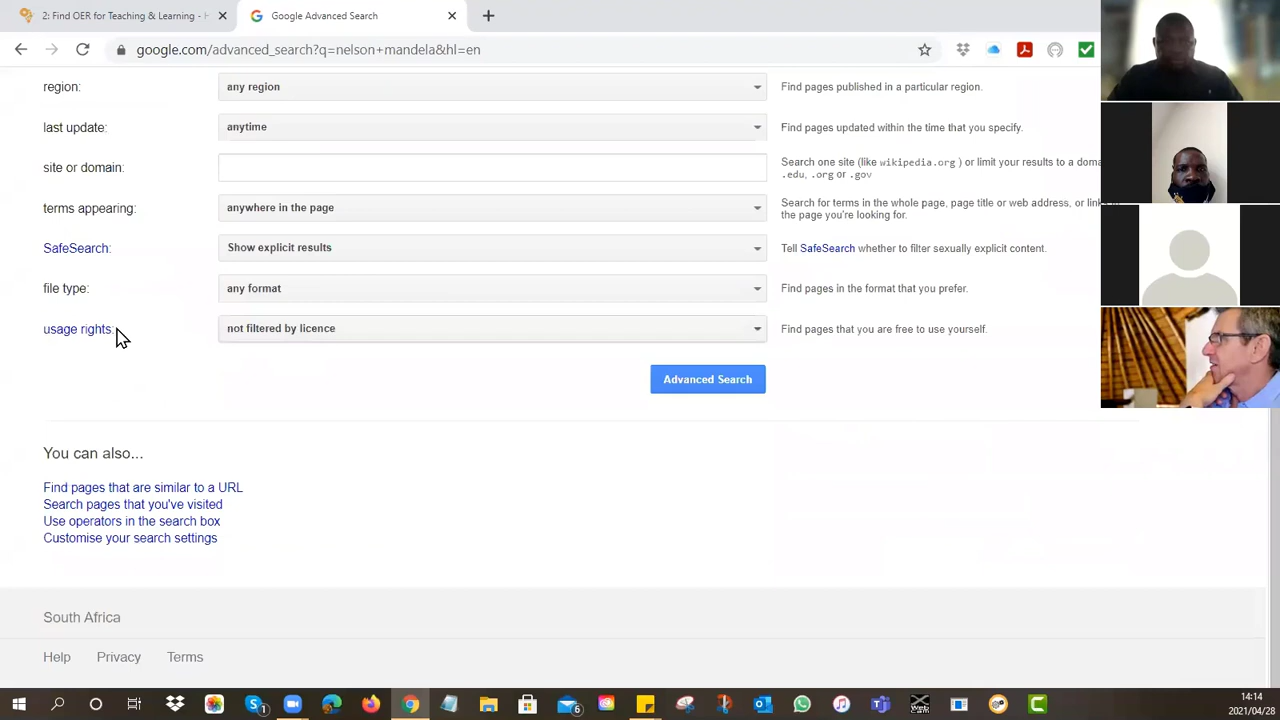 2: Find OER for Teaching & Learning - H
Google Advanced Search
google.com/advanced_search?q=nelson+mandela&hl=en
region:
any region
Find pages published in a particular region.
last update:
anytime
Find pages updated within the time that you specify.
site or domain:
Search one site (like wikipedia.org ) or limit your results to a doma
.edu, .org or .gov
terms appearing:
anywhere in the page
Search for terms in the whole page, page title or web address, or links to
the page you're looking for.
SafeSearch:
Show explicit results
Tell SafeSearch whether to filter sexually explicit content.
file type:
any format
Find pages in the format that you prefer.
usage rights:
not filtered by licence
Find pages that you are free to use yourself.
Advanced Search
You can also...
Find pages that are similar to a URL
Search pages that you've visited
Use operators in the search box
Customise your search settings
South Africa
Help Privacy Terms
14:14
2021/04/28